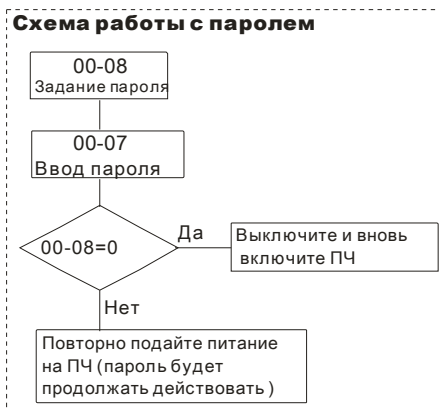 Схема работы с паролем
00-08
Задание пароля
00-07
Ввод пароля
00-08=0
Да
Выключите и вновь
включите ПЧ
Нет
Повторно подайте питание
на ПЧ (пароль будет
продолжать действовать )